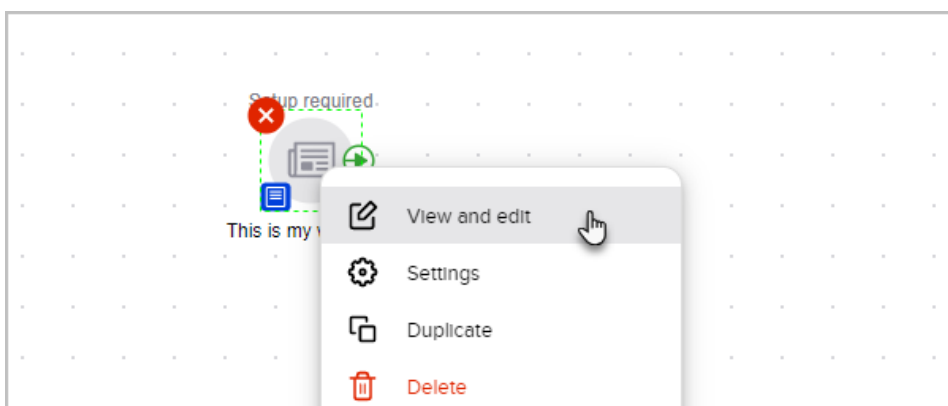 Setup required
This is my
View and edit
Settings
Duplicate
Delete